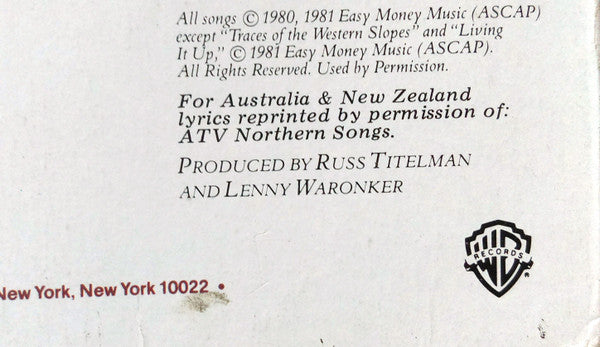 All songs © 1980, 1981 Easy Money Music (ASCAP)
except “Traces of the Western Slopes” and “Living
It Up,” © 1981 Easy Money Music (ASCAP).
All Rights Reserved. Used by Permission.
For Australia & New Zealand
lyrics reprinted by permission of:
ATV Northern Songs.
PRODUCED BY RUSS TITELMAN
AND LENNY WARONKER
WB
RECORDS
®
New York, New York 10022 •